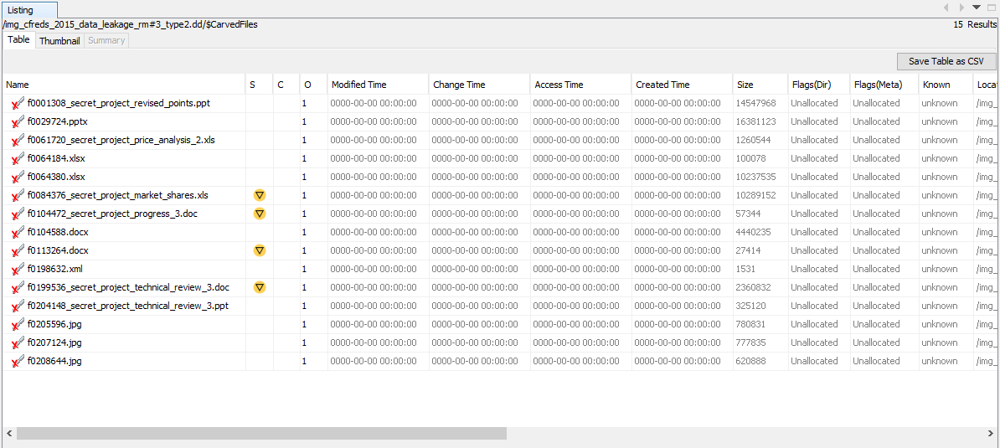 Listing
/img_cfreds_2015_data_leakage_rm#3_type2.dd/$CarvedFiles 15 Results
Table Thumbnail Summary
Save Table as CSV
Name S C O Modified Time Change Time Access Time Created Time Size Flags(Dir) Flags(Meta) Known Locat
f0001308_secret_project_revised_points.ppt 1 0000-00-00 00:00:00 0000-00-00 00:00:00 0000-00-00 00:00:00 0000-00-00 00:00:00 14547968 Unallocated Unallocated unknown /img_
f0029724.pptx 1 0000-00-00 00:00:00 0000-00-00 00:00:00 0000-00-00 00:00:00 0000-00-00 00:00:00 16381123 Unallocated Unallocated unknown /img_
f0061720_secret_project_price_analysis_2.xls 1 0000-00-00 00:00:00 0000-00-00 00:00:00 0000-00-00 00:00:00 0000-00-00 00:00:00 1260544 Unallocated Unallocated unknown /img_
f0064184.xlsx 1 0000-00-00 00:00:00 0000-00-00 00:00:00 0000-00-00 00:00:00 0000-00-00 00:00:00 100078 Unallocated Unallocated unknown /img_
f0064380.xlsx 1 0000-00-00 00:00:00 0000-00-00 00:00:00 0000-00-00 00:00:00 0000-00-00 00:00:00 10237535 Unallocated Unallocated unknown /img_
f0084376_secret_project_market_shares.xls 1 0000-00-00 00:00:00 0000-00-00 00:00:00 0000-00-00 00:00:00 0000-00-00 00:00:00 10289152 Unallocated Unallocated unknown /img_
f0104472_secret_project_progress_3.doc 1 0000-00-00 00:00:00 0000-00-00 00:00:00 0000-00-00 00:00:00 0000-00-00 00:00:00 57344 Unallocated Unallocated unknown /img_
f0104588.docx 1 0000-00-00 00:00:00 0000-00-00 00:00:00 0000-00-00 00:00:00 0000-00-00 00:00:00 4440235 Unallocated Unallocated unknown /img_
f0113264.docx 1 0000-00-00 00:00:00 0000-00-00 00:00:00 0000-00-00 00:00:00 0000-00-00 00:00:00 27414 Unallocated Unallocated unknown /img_
f0198632.xml 1 0000-00-00 00:00:00 0000-00-00 00:00:00 0000-00-00 00:00:00 0000-00-00 00:00:00 1531 Unallocated Unallocated unknown /img_
f0199536_secret_project_technical_review_3.doc 1 0000-00-00 00:00:00 0000-00-00 00:00:00 0000-00-00 00:00:00 0000-00-00 00:00:00 2360832 Unallocated Unallocated unknown /img_
f0204148_secret_project_technical_review_3.ppt 1 0000-00-00 00:00:00 0000-00-00 00:00:00 0000-00-00 00:00:00 0000-00-00 00:00:00 325120 Unallocated Unallocated unknown /img_
f0205596.jpg 1 0000-00-00 00:00:00 0000-00-00 00:00:00 0000-00-00 00:00:00 0000-00-00 00:00:00 780831 Unallocated Unallocated unknown /img_
f0207124.jpg 1 0000-00-00 00:00:00 0000-00-00 00:00:00 0000-00-00 00:00:00 0000-00-00 00:00:00 777835 Unallocated Unallocated unknown /img_
f0208644.jpg 1 0000-00-00 00:00:00 0000-00-00 00:00:00 0000-00-00 00:00:00 0000-00-00 00:00:00 620888 Unallocated Unallocated unknown /img_